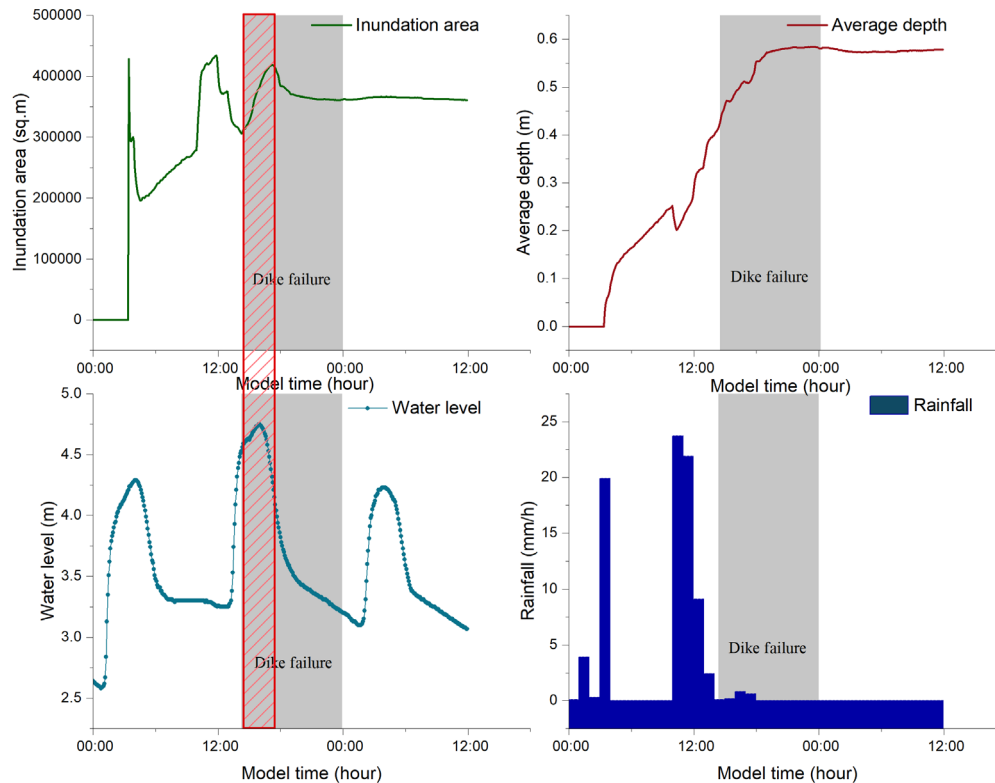 Inundation area
500000
400000
300000
200000
100000
0
Inundation area (sq.m)
Dike failure
00:00
12:00
00:00
12:00
Model time (hour)
Average depth
0.6
0.5
0.4
0.3
0.2
0.1
0.0
Average depth (m)
Dike failure
00:00
12:00
00:00
12:00
Model time (hour)
Water level
5.0
4.5
4.0
3.5
3.0
2.5
Water level (m)
Dike failure
00:00
12:00
00:00
12:00
Model time (hour)
Rainfall
25
20
15
10
5
0
Rainfall (mm/h)
Dike failure
00:00
12:00
00:00
12:00
Model time (hour)